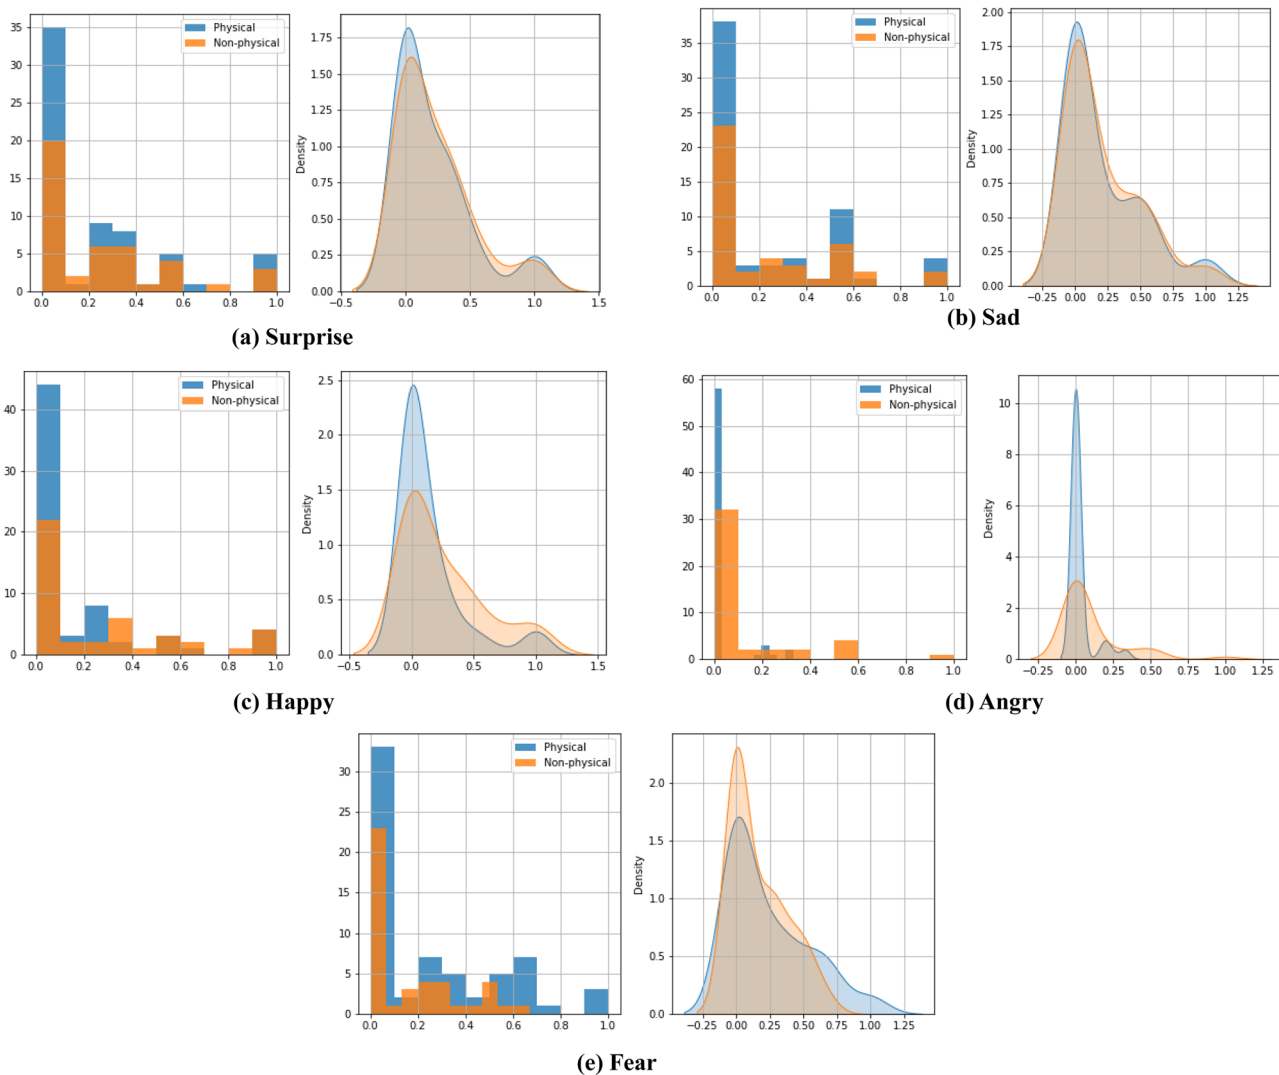 Physical
Non-physical
35
30
25
20
15
10
5
0
0.0 0.2 0.4 0.6 0.8 1.0
Density
1.75
1.50
1.25
1.00
0.75
0.50
0.25
0.00
−0.5 0.0 0.5 1.0 1.5
(a) Surprise
Physical
Non-physical
35
30
25
20
15
10
5
0
0.0 0.2 0.4 0.6 0.8 1.0
Density
2.00
1.75
1.50
1.25
1.00
0.75
0.50
0.25
0.00
−0.25 0.00 0.25 0.50 0.75 1.00 1.25
(b) Sad
Physical
Non-physical
40
30
20
10
0
0.0 0.2 0.4 0.6 0.8 1.0
Density
2.5
2.0
1.5
1.0
0.5
0.0
−0.5 0.0 0.5 1.0 1.5
(c) Happy
Physical
Non-physical
60
50
40
30
20
10
0
0.0 0.2 0.4 0.6 0.8 1.0
Density
10
8
6
4
2
0
−0.25 0.00 0.25 0.50 0.75 1.00 1.25
(d) Angry
Physical
Non-physical
30
25
20
15
10
5
0
0.0 0.2 0.4 0.6 0.8 1.0
Density
2.0
1.5
1.0
0.5
0.0
−0.25 0.00 0.25 0.50 0.75 1.00 1.25
(e) Fear